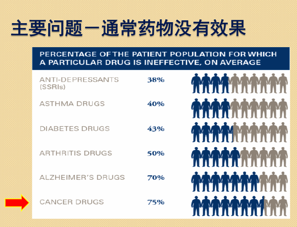 主要问题－通常药物没有效果
PERCENTAGE OF THE PATIENT POPULATION FOR WHICH
A PARTICULAR DRUG IS INEFFECTIVE, ON AVERAGE
ANTI-DEPRESSANTS 38%
(SSRIs)
ASTHMA DRUGS 40%
DIABETES DRUGS 43%
ARTHRITIS DRUGS 50%
ALZHEIMER'S DRUGS 70%
CANCER DRUGS 75%